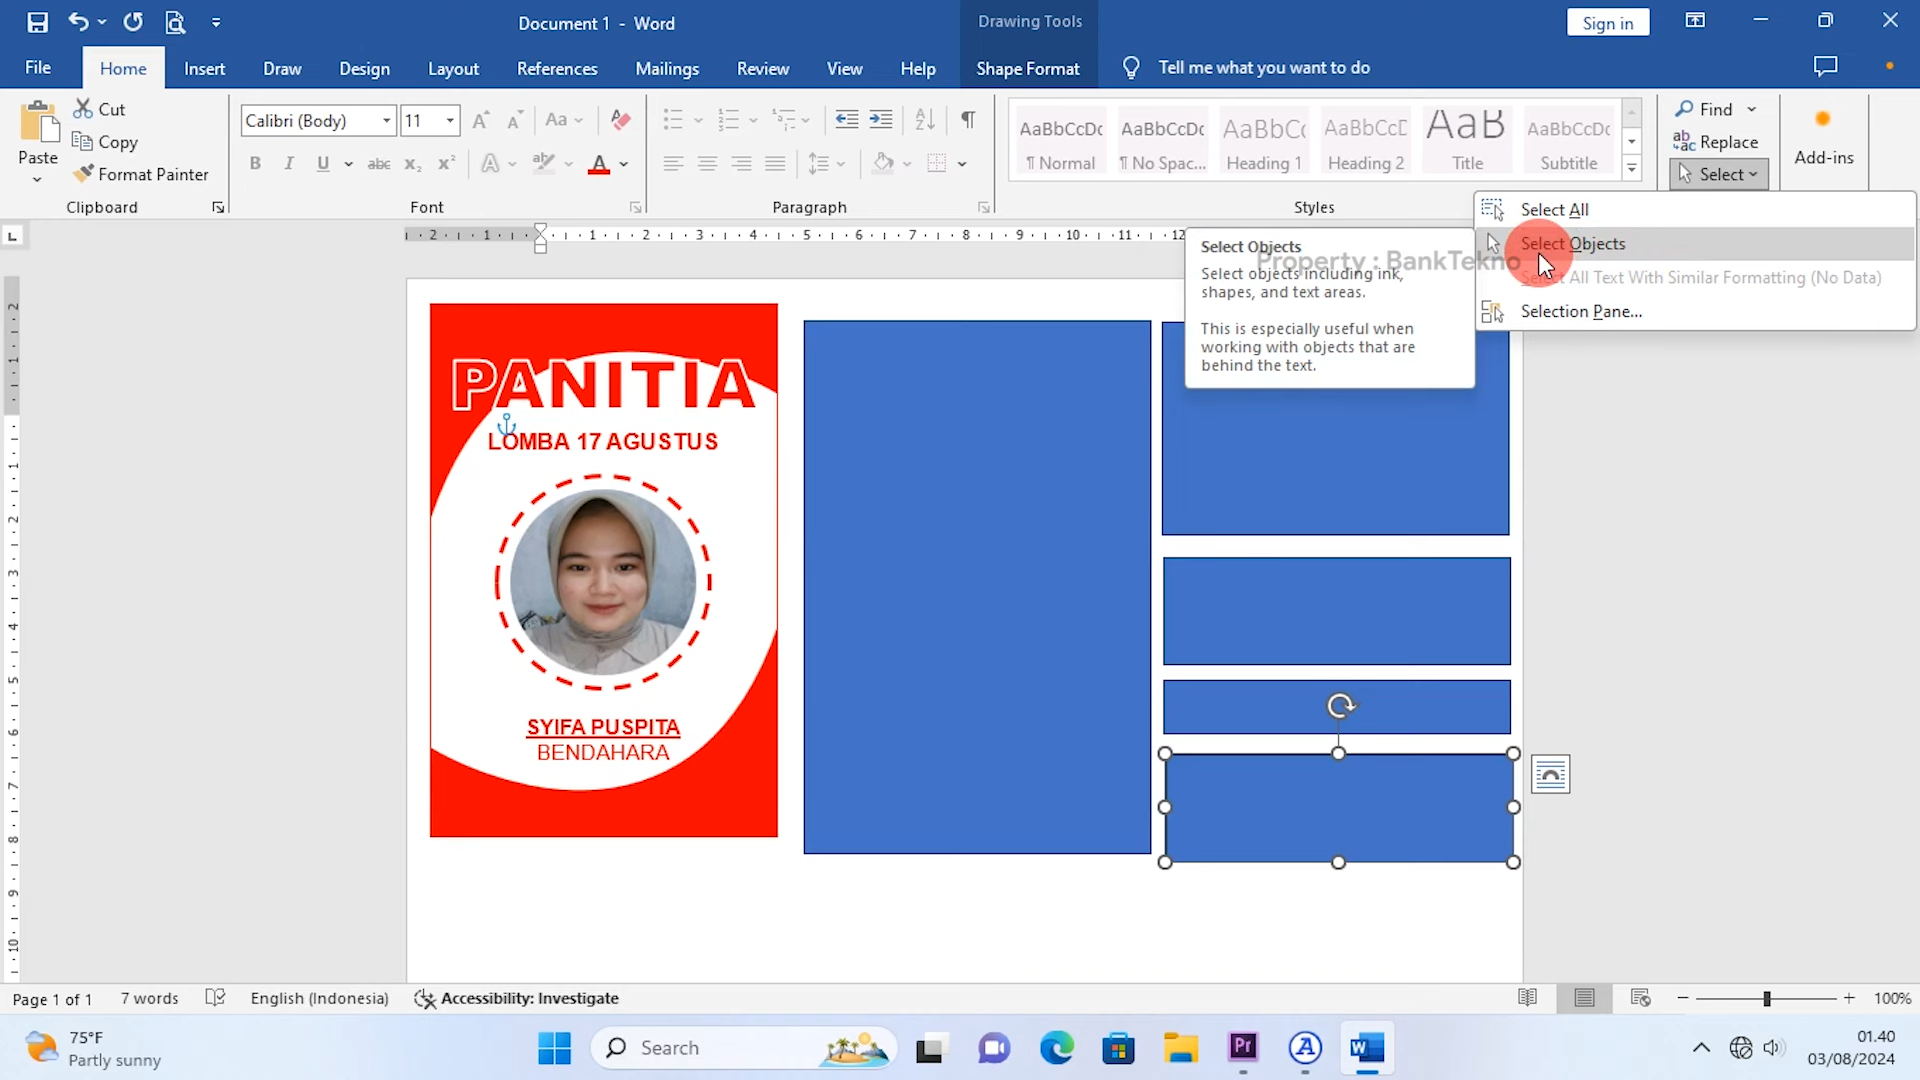 Document 1 - Word
Drawing Tools
Sign in
File
Home
Insert
Draw
Design
Layout
References
Mailings
Review
View
Help
Shape Format
Tell me what you want to do
Paste
Cut
Copy
Format Painter
Clipboard
Calibri (Body)
11
Font
Paragraph
AaBbCcDc
¶ Normal
AaBbCcDc
¶ No Spac...
AaBbCc
Heading 1
AaBbCcD
Heading 2
AaB
Title
AaBbCcDc
Subtitle
Styles
Find
Replace
Select
Add-ins
Select All
Select Objects
Select All Text With Similar Formatting (No Data)
Selection Pane...
Select Objects
Select objects including ink,
shapes, and text areas.
This is especially useful when
working with objects that are
behind the text.
Property : BankTekno
PANITIA
LOMBA 17 AGUSTUS
SYIFA PUSPITA
BENDAHARA
Page 1 of 1
7 words
English (Indonesia)
Accessibility: Investigate
100%
75°F
Partly sunny
Search
01.40
03/08/2024